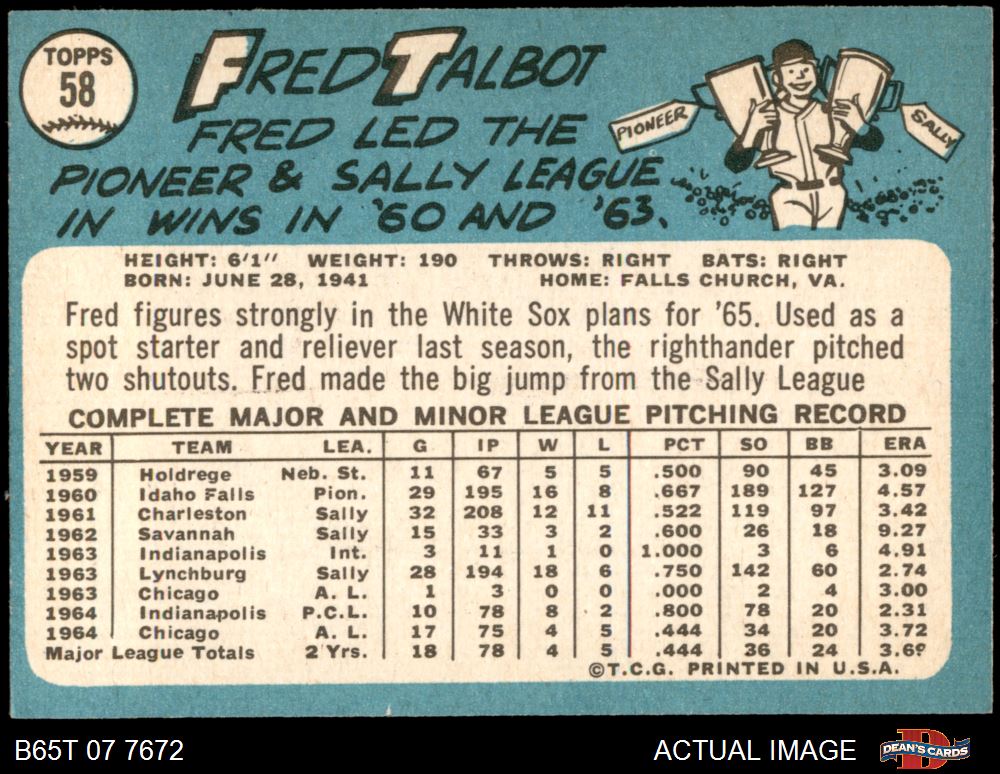 TOPPS
58
FRED TALBOT
FRED LED THE
PIONEER & SALLY LEAGUE
IN WINS IN '60 AND '63.
PIONEER
SALLY
HEIGHT: 6'1" WEIGHT: 190 THROWS: RIGHT BATS: RIGHT
BORN: JUNE 28, 1941 HOME: FALLS CHURCH, VA.
Fred figures strongly in the White Sox plans for '65. Used as a
spot starter and reliever last season, the righthander pitched
two shutouts. Fred made the big jump from the Sally League
COMPLETE MAJOR AND MINOR LEAGUE PITCHING RECORD
YEAR TEAM LEA. G IP W L PCT SO BB ERA
1959 Holdrege Neb. St. 11 67 5 5 .500 90 45 3.09
1960 Idaho Falls Pion. 29 195 16 8 .667 189 127 4.57
1961 Charleston Sally 32 208 12 11 .522 119 97 3.42
1962 Savannah Sally 15 33 3 2 .600 26 18 9.27
1963 Indianapolis Int. 3 11 1 0 1.000 3 6 4.91
1963 Lynchburg Sally 28 194 18 6 .750 142 60 2.74
1963 Chicago A. L. 1 3 0 0 .000 2 4 3.00
1964 Indianapolis P.C.L. 10 78 8 2 .800 78 20 2.31
1964 Chicago A. L. 17 75 4 5 .444 34 20 3.72
Major League Totals 2 Yrs. 18 78 4 5 .444 36 24 3.69
©T.C.G. PRINTED IN U.S.A.
B65T 07 7672 ACTUAL IMAGE DEAN'S CARDS